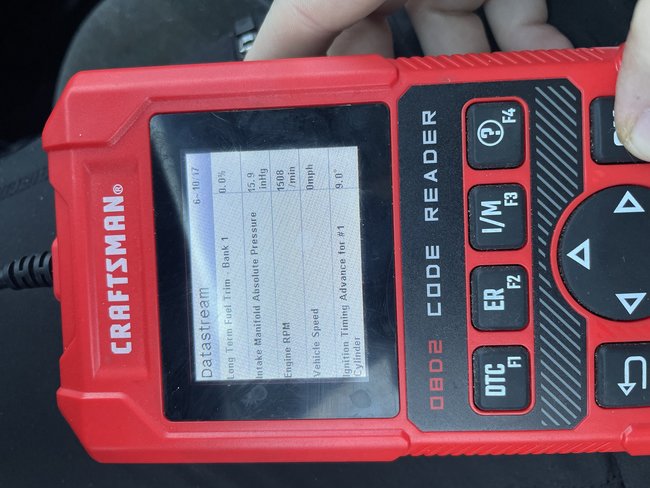 CRAFTSMAN®
Datastream 6- 10:17
Long Term Fuel Trim - Bank 1 0.0%
Intake Manifold Absolute Pressure 15.9 inHg
Engine RPM 1508 /min
Vehicle Speed 0mph
Ignition Timing Advance for #1 Cylinder 9.0°
OBD2 CODE READER
DTC F1
ER F2
I/M F3
? F4